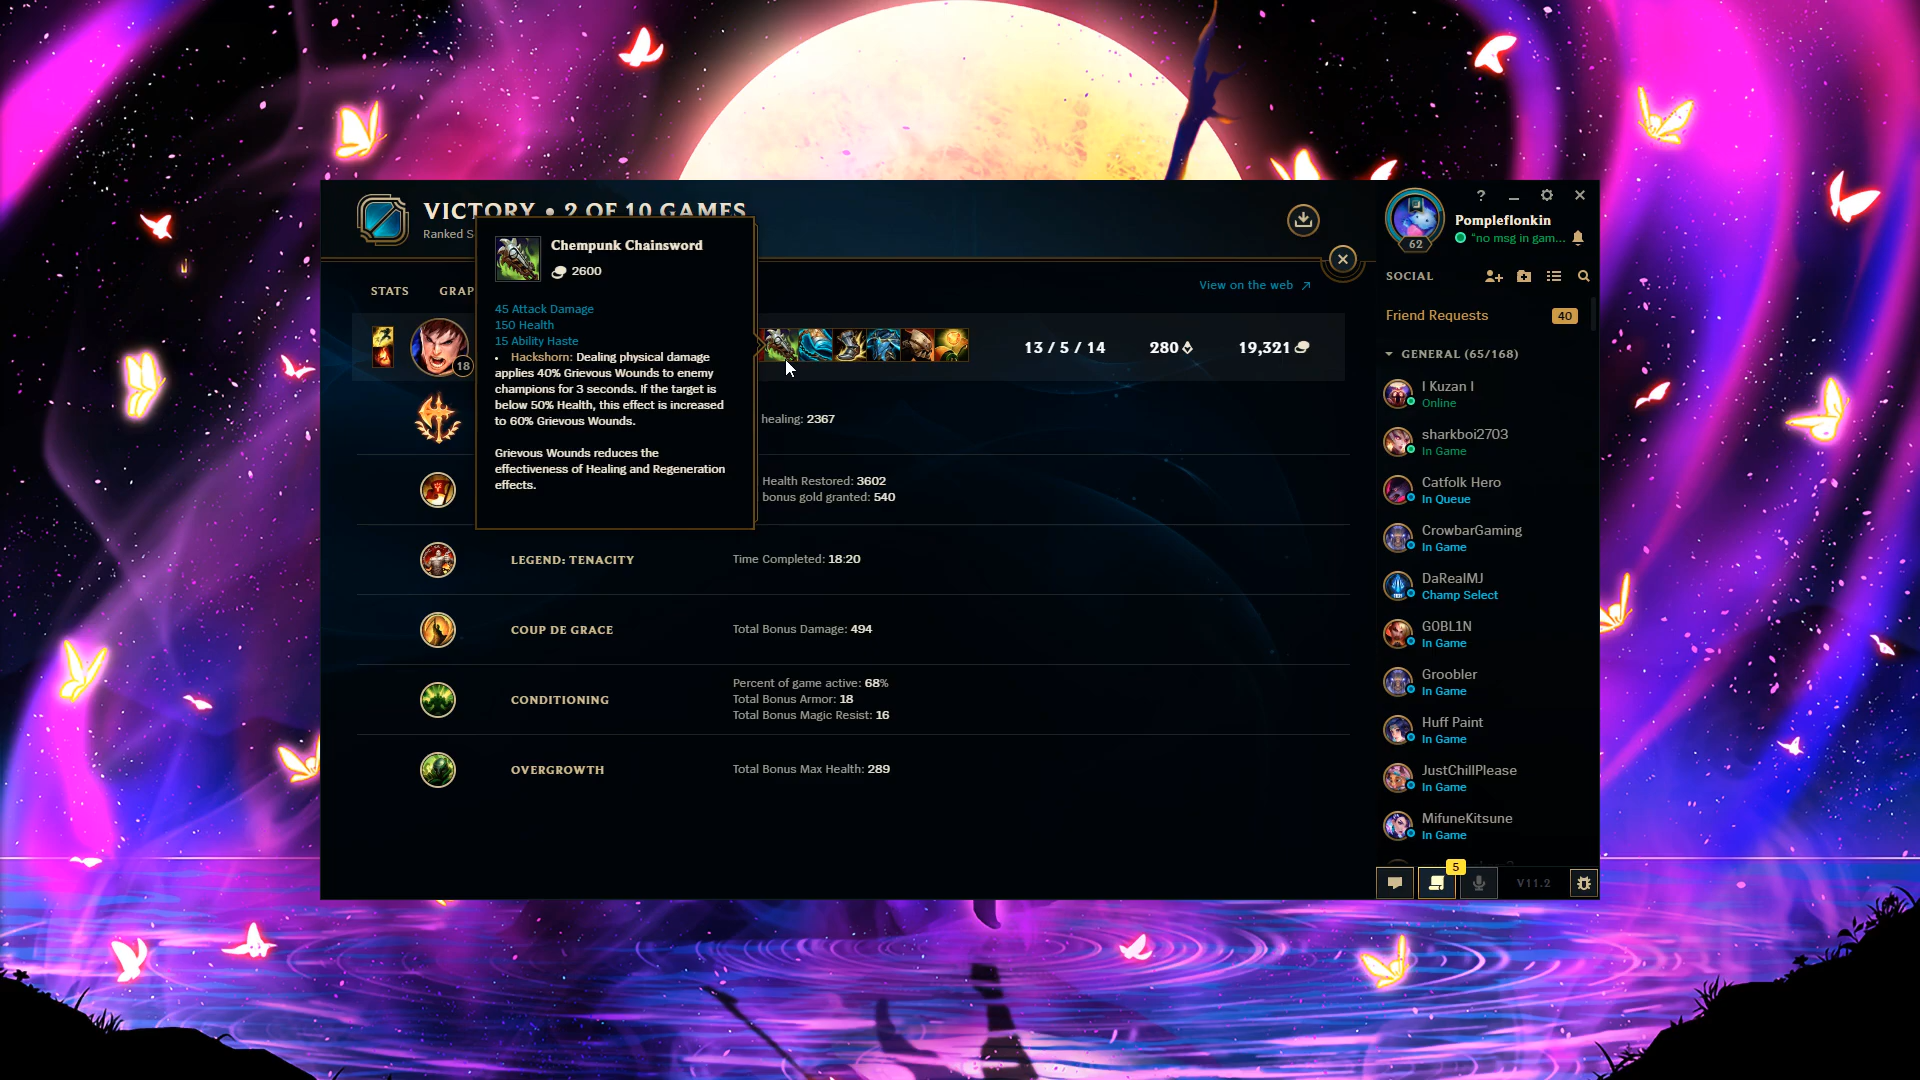 VICTORY • 2 OF 10 GAMES
Ranked S
STATS
GRAP
View on the web
Chempunk Chainsword
2600
45 Attack Damage
150 Health
15 Ability Haste
• Hackshorn: Dealing physical damage
applies 40% Grievous Wounds to enemy
champions for 3 seconds. If the target is
below 50% Health, this effect is increased
to 60% Grievous Wounds.
Grievous Wounds reduces the
effectiveness of Healing and Regeneration
effects.
18
13 / 5 / 14
280
19,321
healing: 2367
Health Restored: 3602
bonus gold granted: 540
LEGEND: TENACITY
Time Completed: 18:20
COUP DE GRACE
Total Bonus Damage: 494
CONDITIONING
Percent of game active: 68%
Total Bonus Armor: 18
Total Bonus Magic Resist: 16
OVERGROWTH
Total Bonus Max Health: 289
?
62
Pompleflonkin
"no msg in gam...
SOCIAL
Friend Requests
40
GENERAL (65/168)
I Kuzan I
Online
sharkboi2703
In Game
Catfolk Hero
In Queue
CrowbarGaming
In Game
DaRealMJ
Champ Select
G0BL1N
In Game
Groobler
In Game
Huff Paint
In Game
JustChillPlease
In Game
MifuneKitsune
In Game
5
V11.2